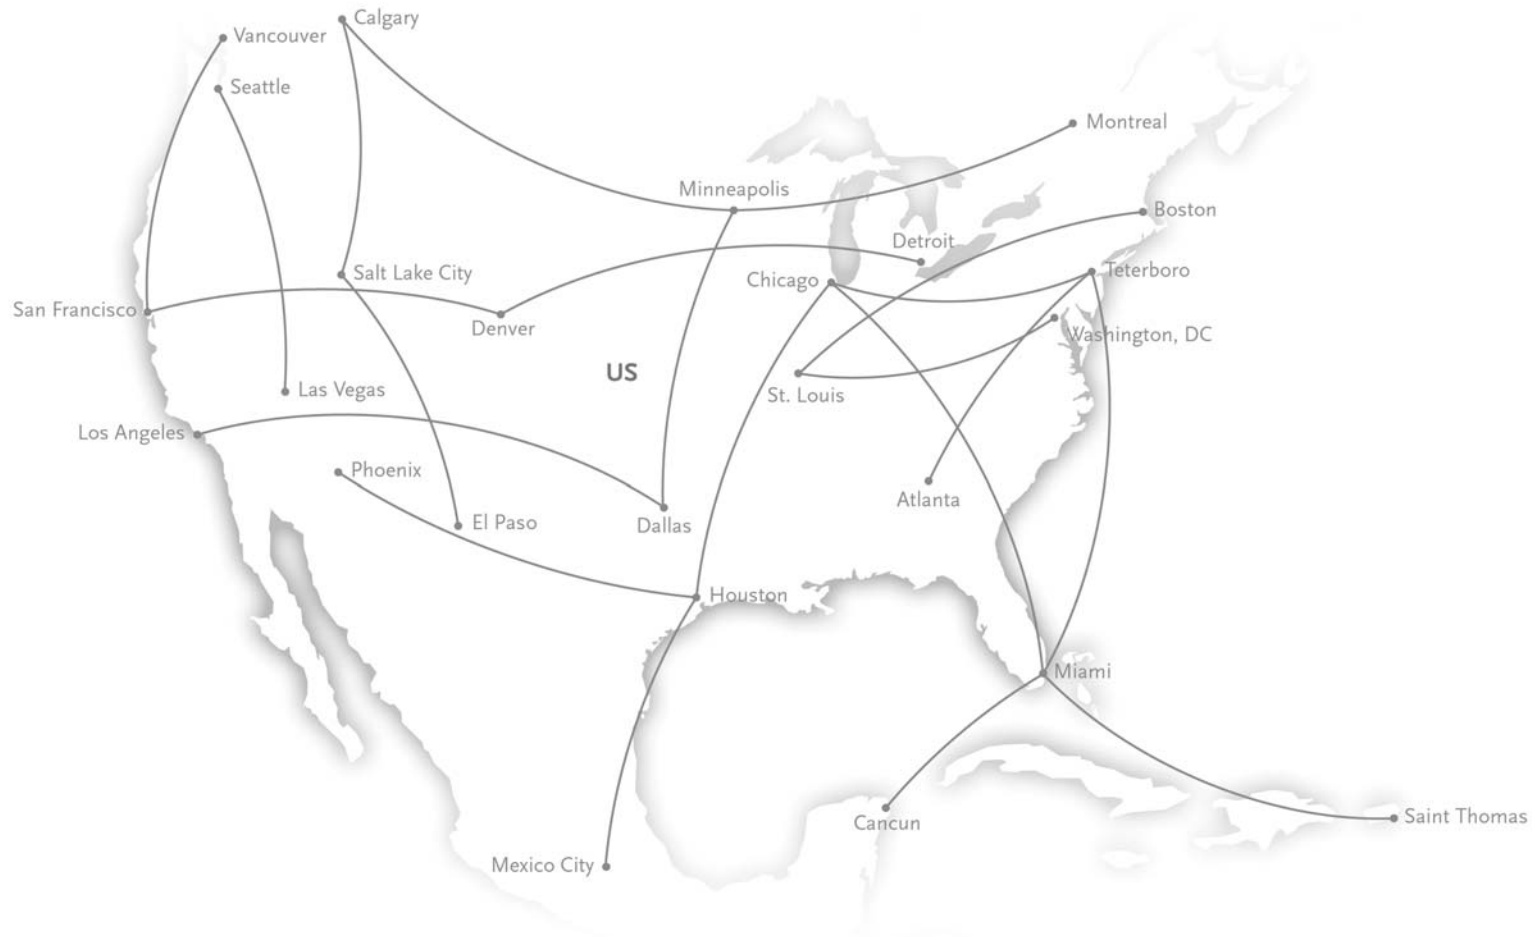 Calgary
Vancouver
Seattle
Montreal
Minneapolis
Boston
Detroit
Teterboro
Salt Lake City
Chicago
San Francisco
Denver
Washington, DC
US
Las Vegas
St. Louis
Los Angeles
Phoenix
Atlanta
El Paso
Dallas
Houston
Miami
Saint Thomas
Cancun
Mexico City